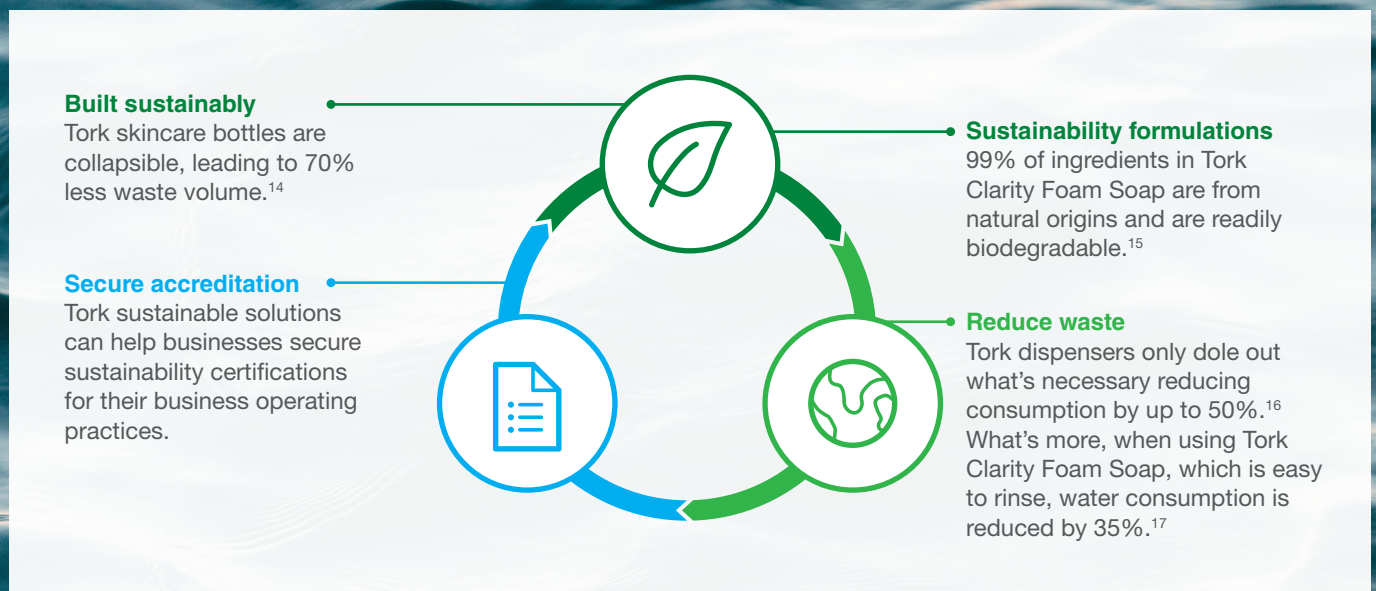 Built sustainably
Tork skincare bottles are
collapsible, leading to 70%
less waste volume.¹⁴
Secure accreditation
Tork sustainable solutions
can help businesses secure
sustainability certifications
for their business operating
practices.
Sustainability formulations
99% of ingredients in Tork
Clarity Foam Soap are from
natural origins and are readily
biodegradable.¹⁵
Reduce waste
Tork dispensers only dole out
what’s necessary reducing
consumption by up to 50%.¹⁶
What’s more, when using Tork
Clarity Foam Soap, which is easy
to rinse, water consumption is
reduced by 35%.¹⁷